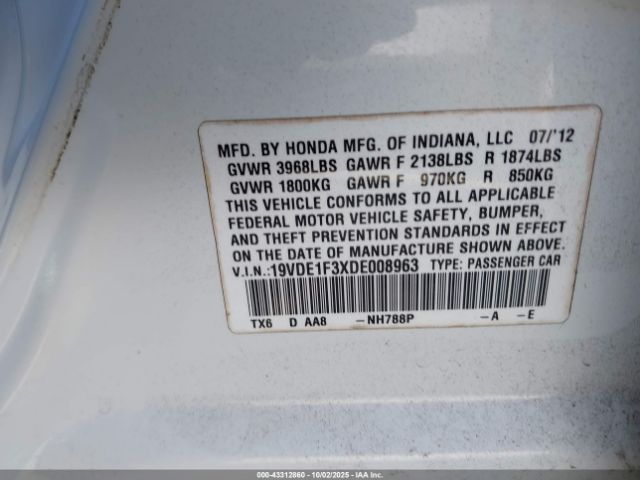 MFD. BY HONDA MFG. OF INDIANA, LLC 07/'12
GVWR 3968LBS GAWR F 2138LBS R 1874LBS
GVWR 1800KG GAWR F 970KG R 850KG
THIS VEHICLE CONFORMS TO ALL APPLICABLE
FEDERAL MOTOR VEHICLE SAFETY, BUMPER,
AND THEFT PREVENTION STANDARDS IN EFFECT
ON THE DATE OF MANUFACTURE SHOWN ABOVE.
V.I.N.:19VDE1F3XDE008963 TYPE: PASSENGER CAR
TX6 D AA8 -NH788P -A -E
000-43312860 - 10/02/2025 - IAA, Inc.